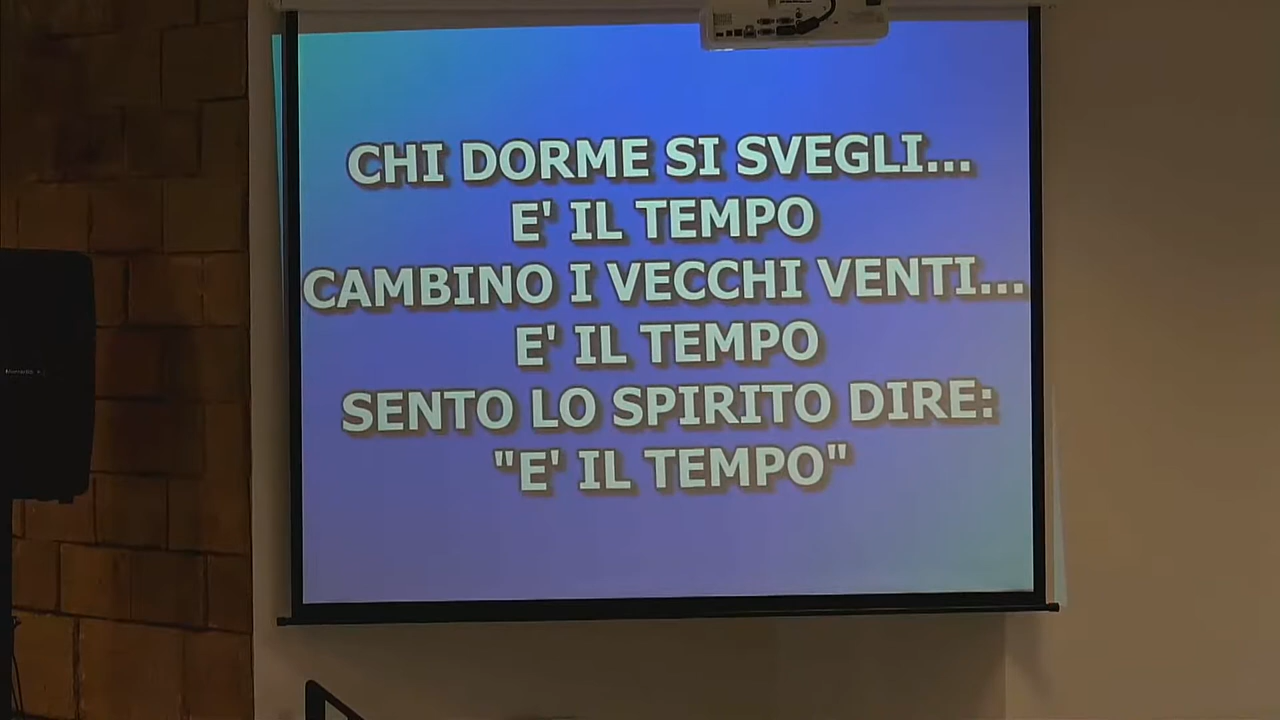 CHI DORME SI SVEGLI...
E' IL TEMPO
CAMBINO I VECCHI VENTI...
E' IL TEMPO
SENTO LO SPIRITO DIRE:
"E' IL TEMPO"